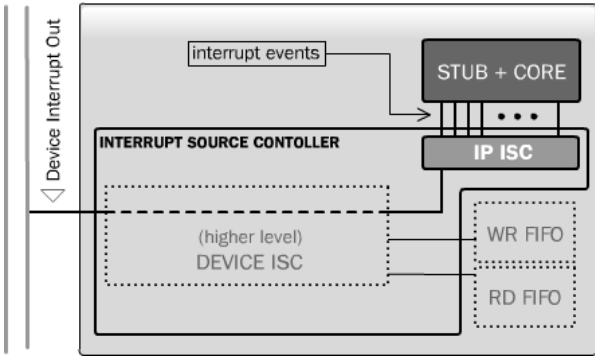 Device Interrupt Out
interrupt events
STUB + CORE
INTERRUPT SOURCE CONTOLLER
IP ISC
(higher level)
DEVICE ISC
WR FIFO
RD FIFO